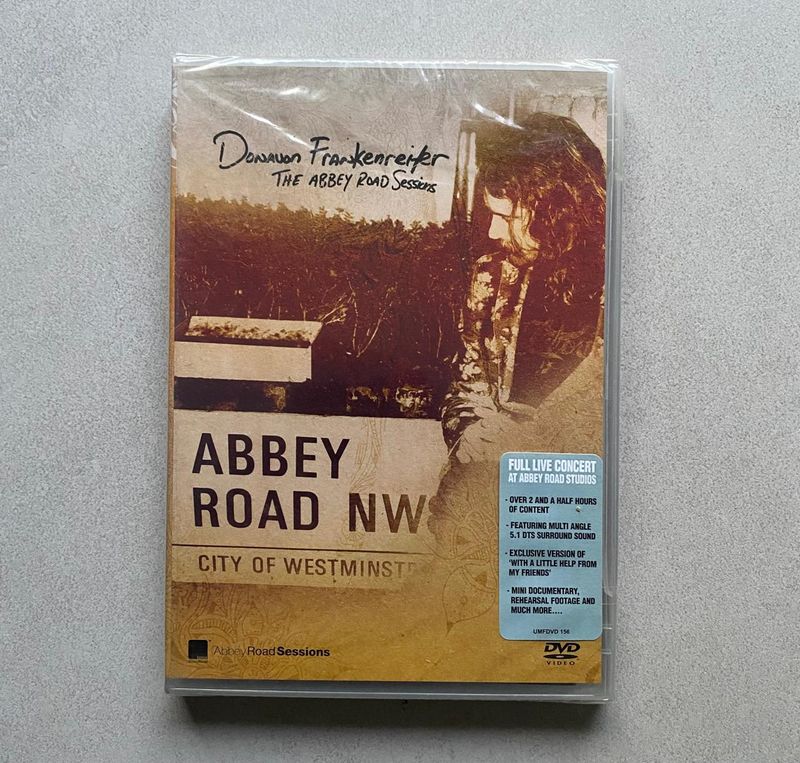 Donavon Frankenreiter
THE ABBEY ROAD Sessions
ABBEY
ROAD NW
CITY OF WESTMINST
FULL LIVE CONCERT
AT ABBEY ROAD STUDIOS
- OVER 2 AND A HALF HOURS
OF CONTENT
- FEATURING MULTI ANGLE
5.1 DTS SURROUND SOUND
- EXCLUSIVE VERSION OF
'WITH A LITTLE HELP FROM
MY FRIENDS'
- MINI DOCUMENTARY,
REHEARSAL FOOTAGE AND
MUCH MORE....
UMFDVD 156
AbbeyRoadSessions
DVD
VIDEO